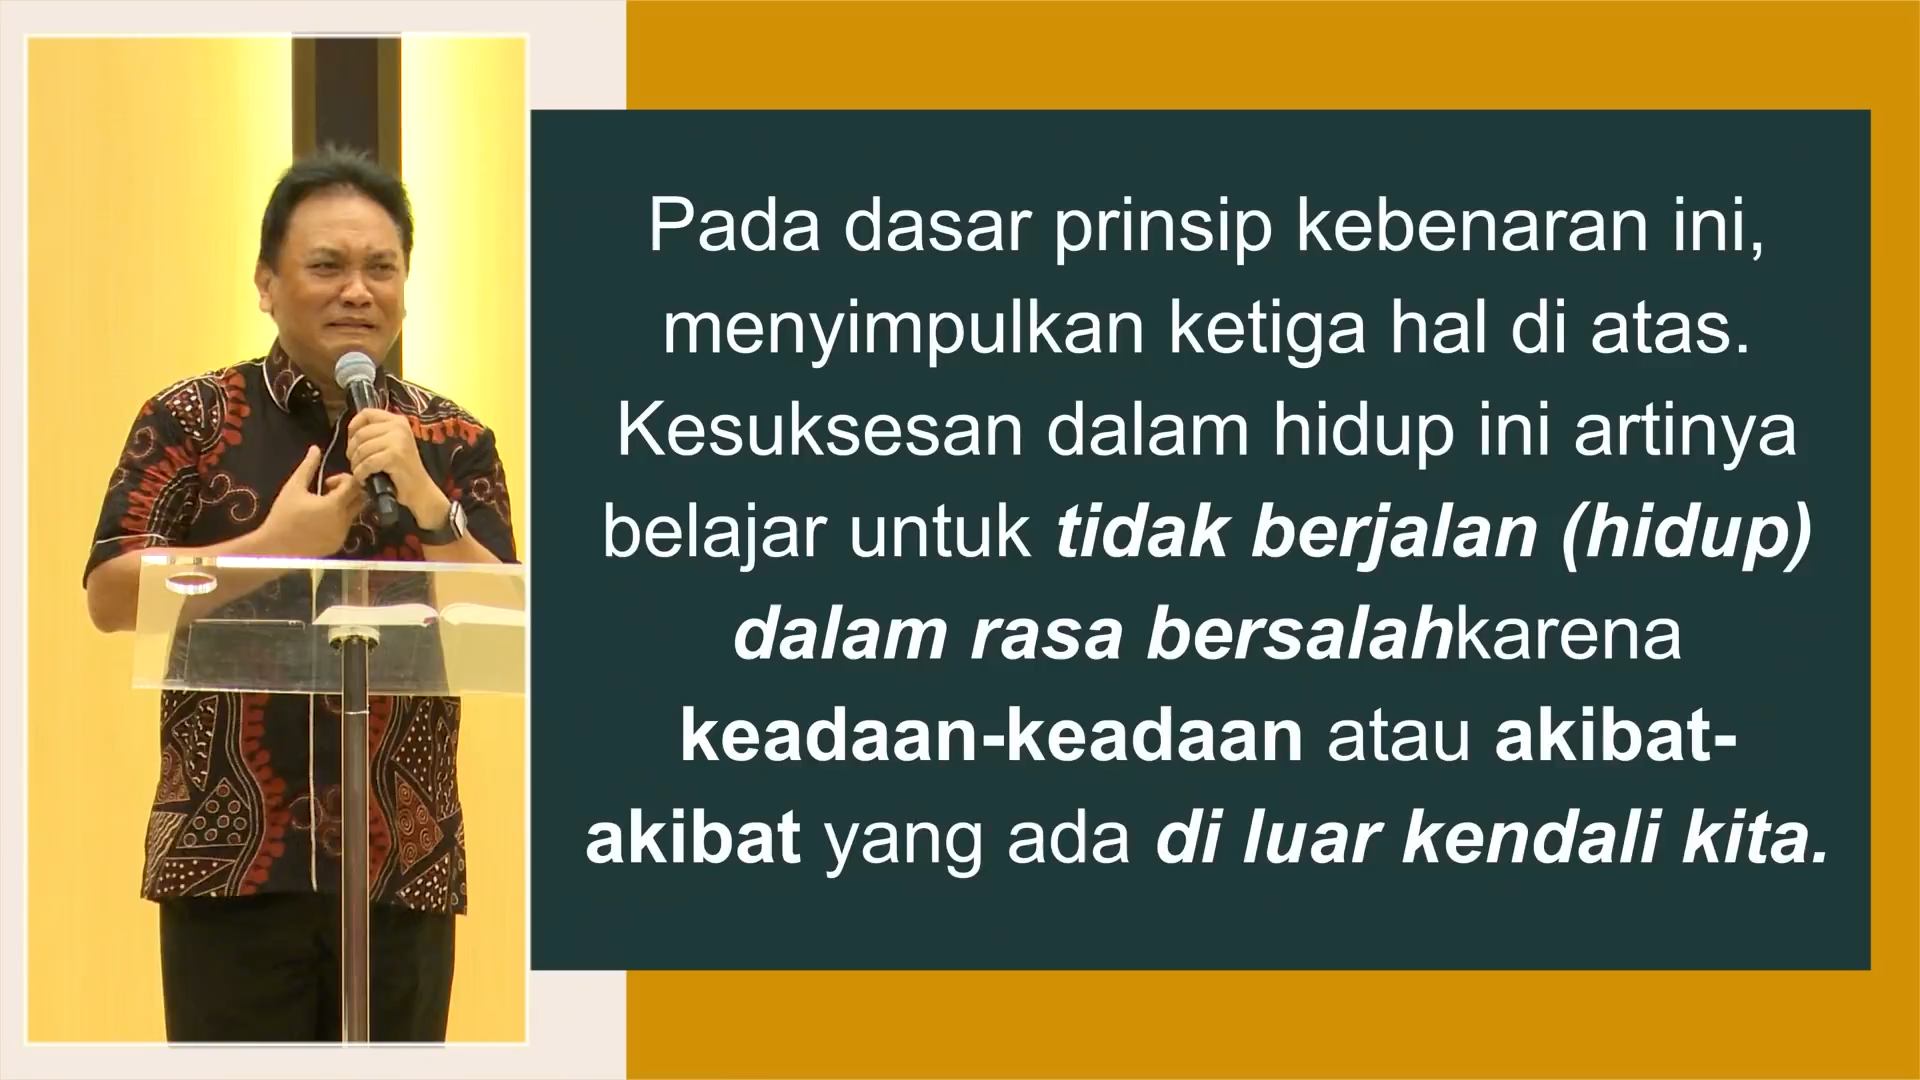 Pada dasar prinsip kebenaran ini,
menyimpulkan ketiga hal di atas.
Kesuksesan dalam hidup ini artinya
belajar untuk tidak berjalan (hidup)
dalam rasa bersalahkarena
keadaan-keadaan atau akibat-
akibat yang ada di luar kendali kita.